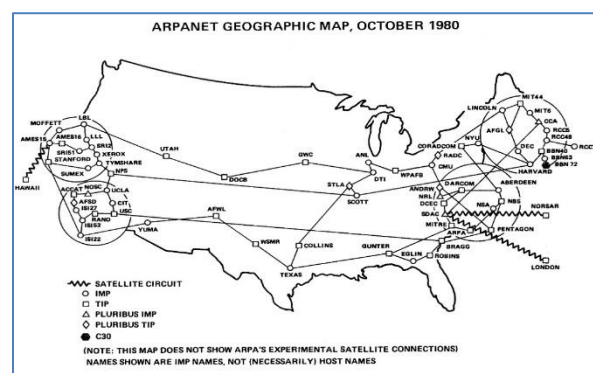 ARPANET GEOGRAPHIC MAP, OCTOBER 1980
MOFFETT
LBL
AMES15
AMES16
LLL
SRI2
SRI51
XEROX
STANFORD
TYMSHARE
SUMEX
NPS
HAWAII
ACCAT
NOSC
UCLA
AFSD
ISI27
CIT
RAND
USC
ISI52
ISI22
YUMA
UTAH
DOCB
GWC
ANL
DTI
WPAFB
STLA
SCOTT
AFWL
WSMR
COLLINS
TEXAS
GUNTER
EGLIN
ROBINS
BRAGG
LINCOLN
MIT44
MIT6
CCA
AFGL
RCC5
RCC49
RCC
DEC
BBN40
BBN63
BBN 72
HARVARD
CORADCOM
NYU
RADC
CMU
ABERDEEN
ANDRW
DARCOM
NRL
DCEC
NSA
NBS
SDAC
NORSAR
MITRE
ARPA
PENTAGON
LONDON
SATELLITE CIRCUIT
IMP
TIP
PLURIBUS IMP
PLURIBUS TIP
C30
(NOTE: THIS MAP DOES NOT SHOW ARPA'S EXPERIMENTAL SATELLITE CONNECTIONS)
NAMES SHOWN ARE IMP NAMES, NOT (NECESSARILY) HOST NAMES